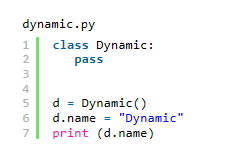 dynamic.py
1 class Dynamic:
2    pass
3
4
5 d = Dynamic()
6 d.name = "Dynamic"
7 print (d.name)